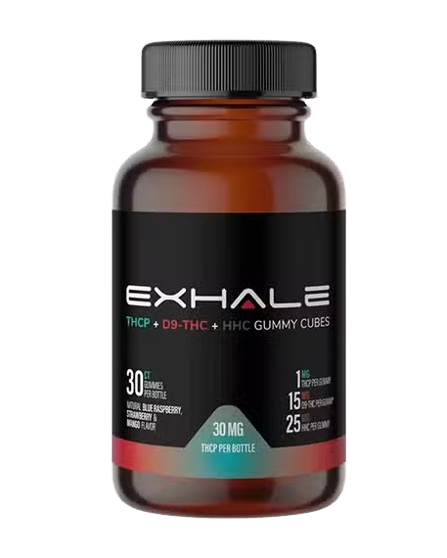 EXHALE
THCP + D9-THC + HHC GUMMY CUBES
30 CT
GUMMIES
PER BOTTLE
NATURAL BLUE RASPBERRY,
STRAWBERRY &
MANGO FLAVOR
1 MG
THCP PER GUMMY
15 MG
D9-THC PER GUMMY
25 MG
HHC PER GUMMY
30 MG
THCP PER BOTTLE